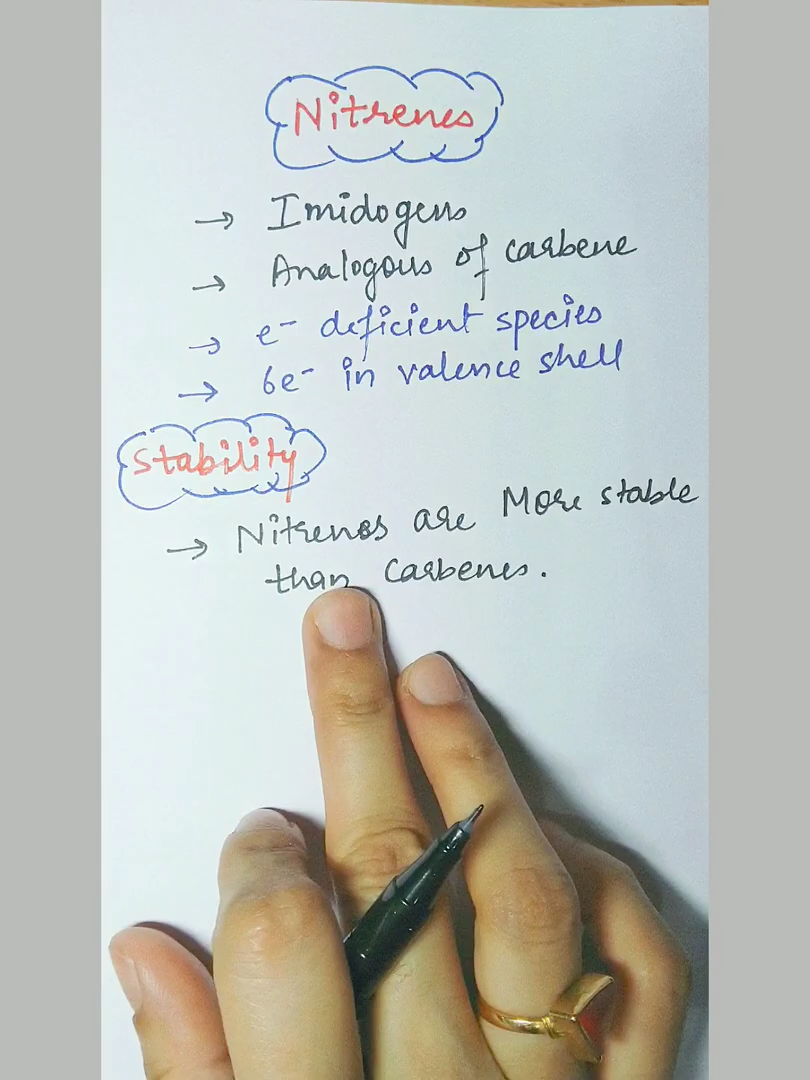 Nitrenes
→ Imidogens
→ Analogous of carbene
→ e⁻ deficient species
→ 6e⁻ in valence shell
Stability
→ Nitrenes are More stable
than Carbenes.